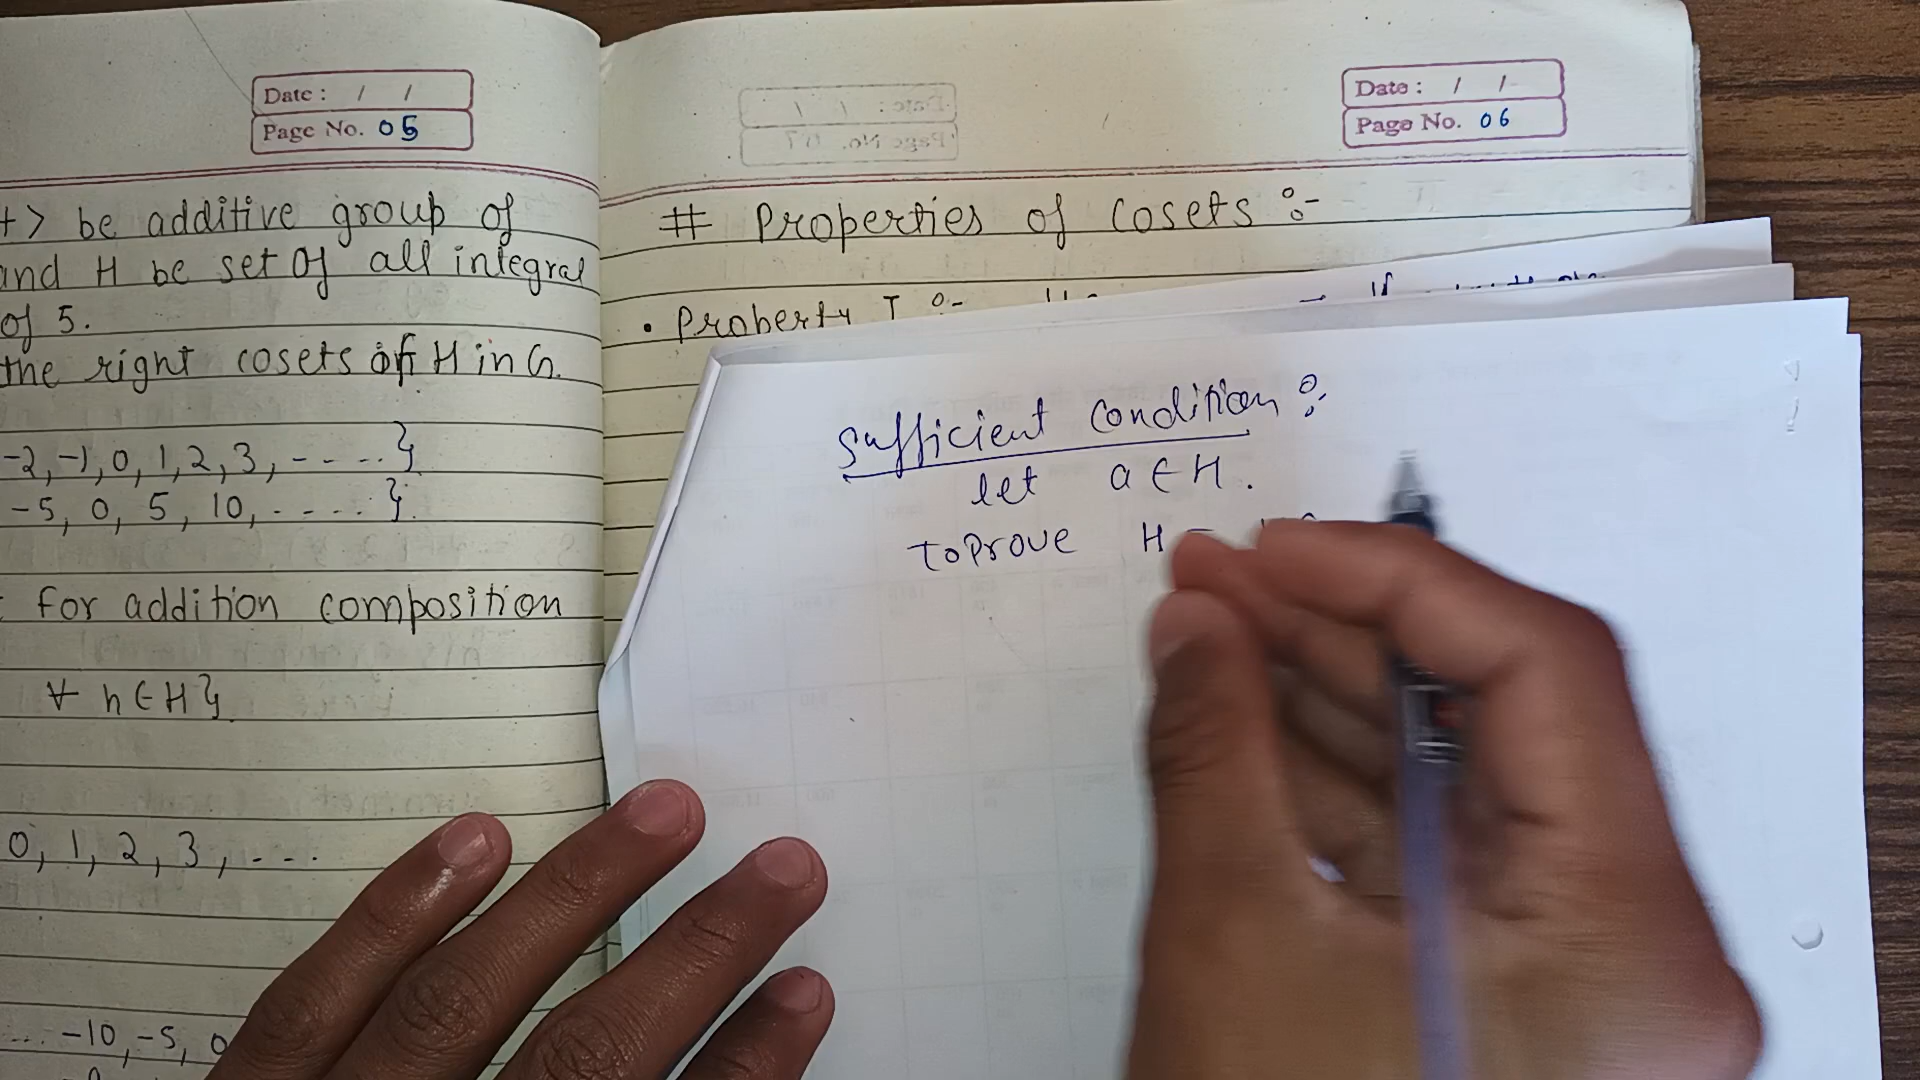 Date : / /
Page No. 05
+> be additive group of
and H be set of all integral
of 5.
the right cosets of H in G.
-2, -1, 0, 1, 2, 3, - - - - }
-5, 0, 5, 10, - - - - }.
for addition composition
∀ h ∈ H }.
0, 1, 2, 3, - - -
... -10, -5, 0
Date : / /
Page No. 06
# Properties of cosets :-
• Property I :-
Sufficient condition :
let a ∈ H.
to prove H =